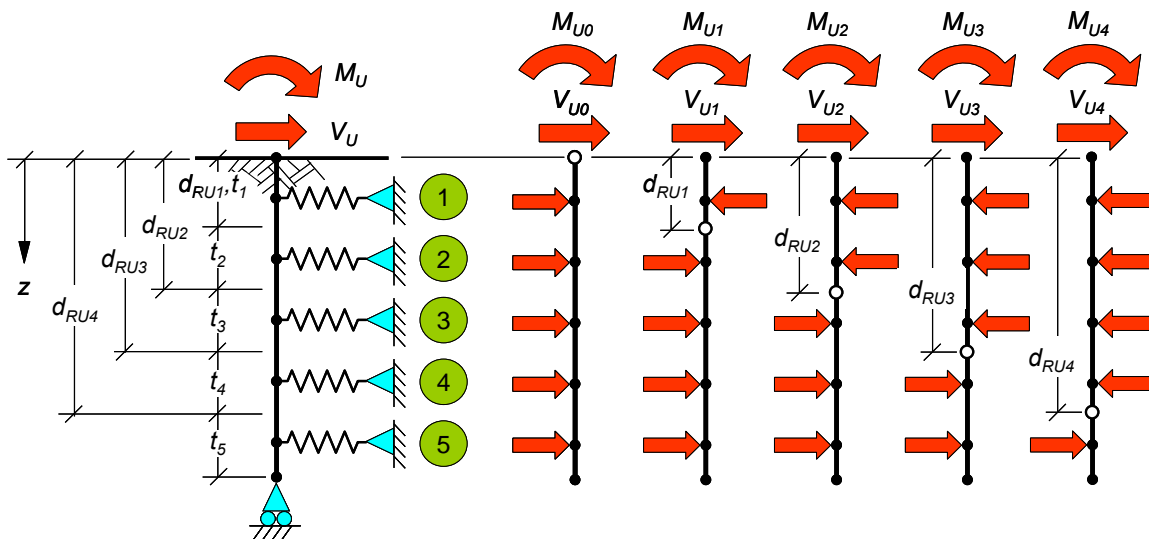 M_U0 M_U1 M_U2 M_U3 M_U4
M_U
V_U0 V_U1 V_U2 V_U3 V_U4
V_U
d_RU1,t_1
1
d_RU1
d_RU2
t_2
2
d_RU2
d_RU3
z
d_RU4
t_3
3
d_RU3
t_4
4
d_RU4
t_5
5